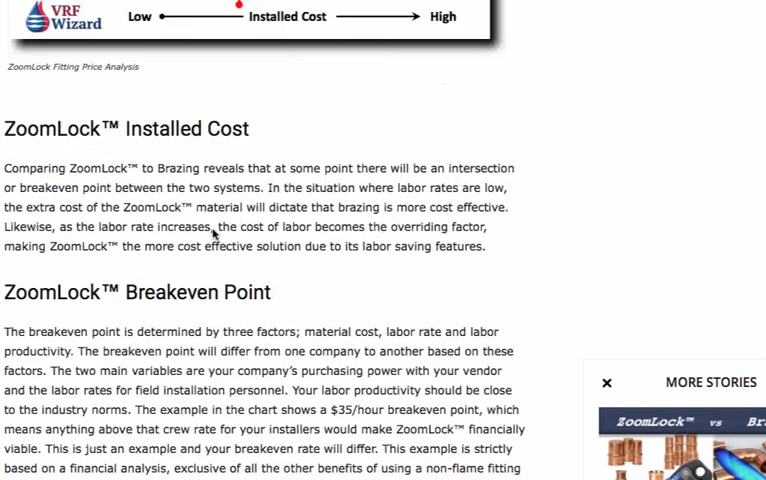 VRF
Wizard
Low Installed Cost High
ZoomLock Fitting Price Analysis
ZoomLock™ Installed Cost
Comparing ZoomLock™ to Brazing reveals that at some point there will be an intersection
or breakeven point between the two systems. In the situation where labor rates are low,
the extra cost of the ZoomLock™ material will dictate that brazing is more cost effective.
Likewise, as the labor rate increases, the cost of labor becomes the overriding factor,
making ZoomLock™ the more cost effective solution due to its labor saving features.
ZoomLock™ Breakeven Point
The breakeven point is determined by three factors; material cost, labor rate and labor
productivity. The breakeven point will differ from one company to another based on these
factors. The two main variables are your company's purchasing power with your vendor
and the labor rates for field installation personnel. Your labor productivity should be close
to the industry norms. The example in the chart shows a $35/hour breakeven point, which
means anything above that crew rate for your installers would make ZoomLock™ financially
viable. This is just an example and your breakeven rate will differ. This example is strictly
based on a financial analysis, exclusive of all the other benefits of using a non-flame fitting
MORE STORIES
ZoomLock™ vs Br